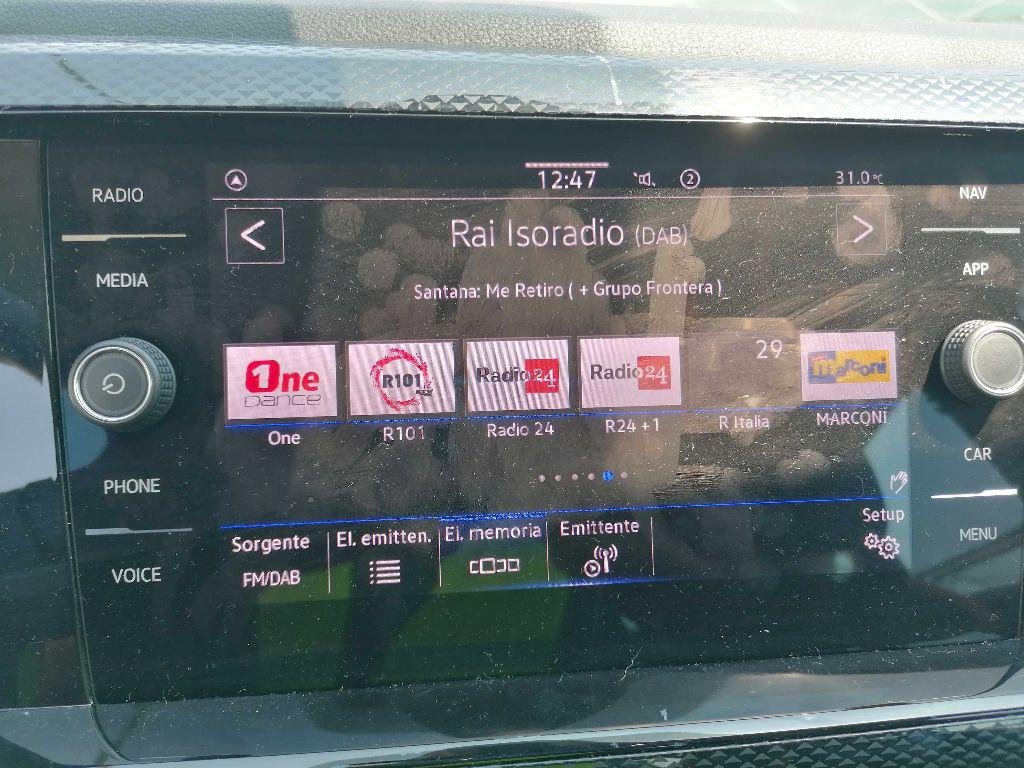 12:47
2
31.0°C
RADIO
NAV
Rai Isoradio (DAB)
MEDIA
APP
Santana: Me Retiro ( + Grupo Frontera )
One
DANCE
R101
Radio 24
Radio 24
29
marconi
One
R101
Radio 24
R24 +1
R Italia
MARCONI
CAR
PHONE
Setup
Sorgente
El. emitten.
El. memoria
Emittente
MENU
VOICE
FM/DAB